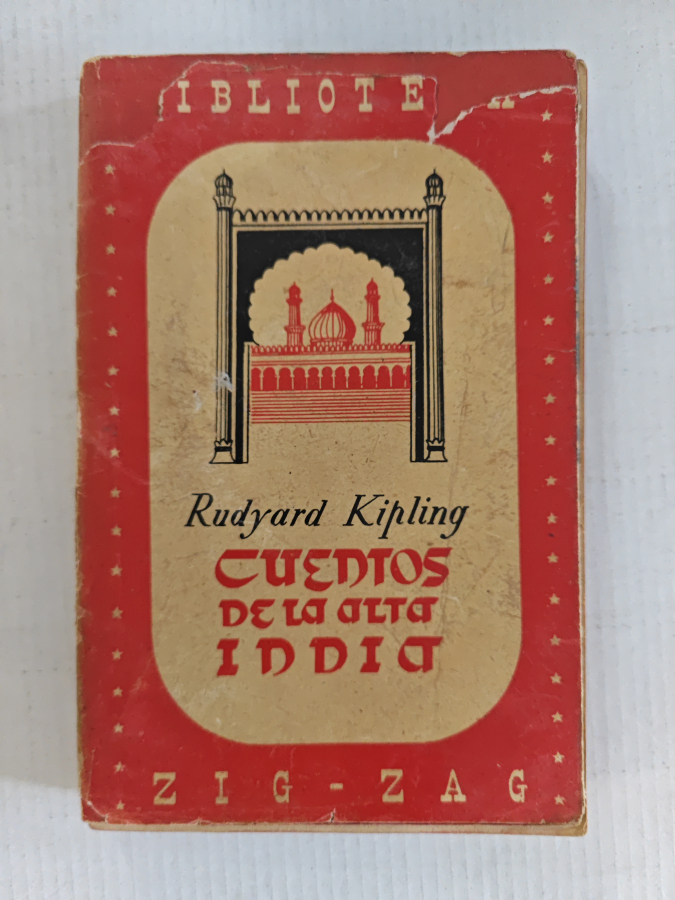 IBLIOTE
Rudyard Kipling
CUENTOS
DE LA ALTA
INDIA
ZIG-ZAG